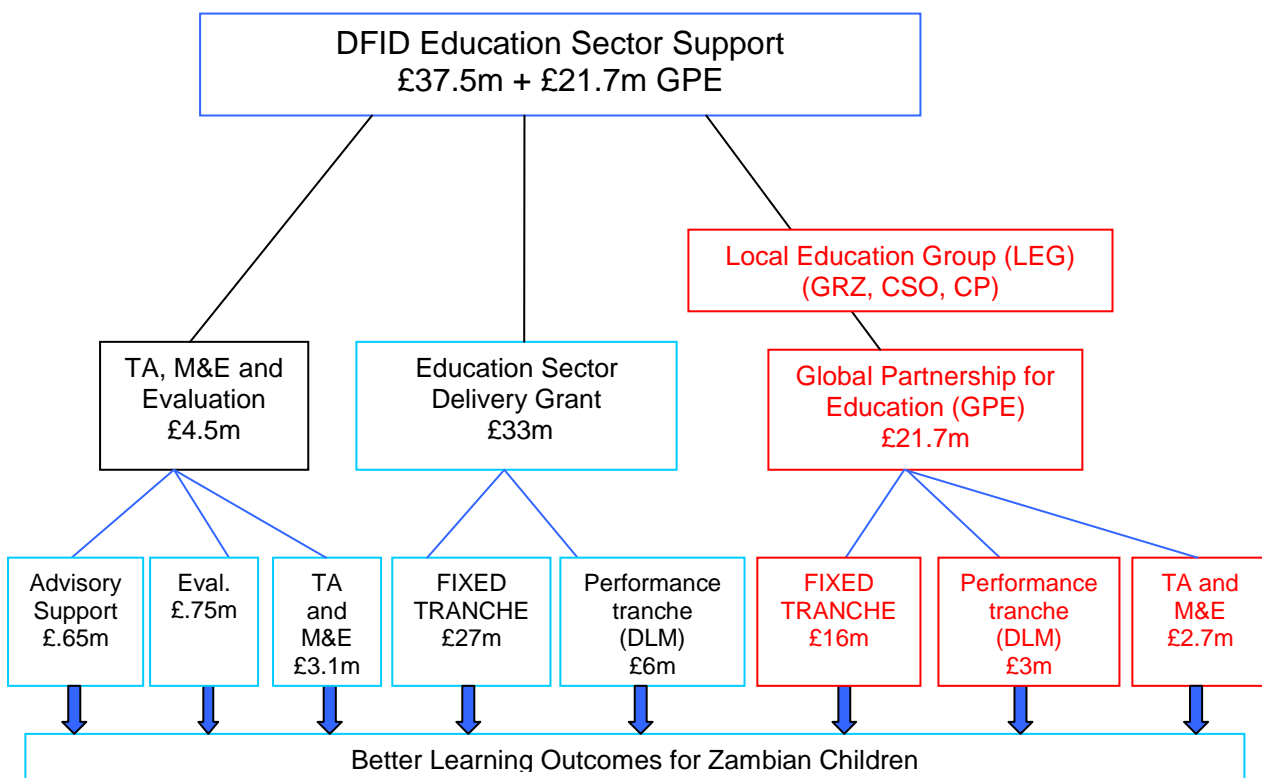 DFID Education Sector Support
£37.5m + £21.7m GPE
Local Education Group (LEG)
(GRZ, CSO, CP)
TA, M&E and
Evaluation
£4.5m
Education Sector
Delivery Grant
£33m
Global Partnership for
Education (GPE)
£21.7m
Advisory
Support
£.65m
Eval.
£.75m
TA
and
M&E
£3.1m
FIXED
TRANCHE
£27m
Performance
tranche
(DLM)
£6m
FIXED
TRANCHE
£16m
Performance
tranche
(DLM)
£3m
TA and
M&E
£2.7m
Better Learning Outcomes for Zambian Children